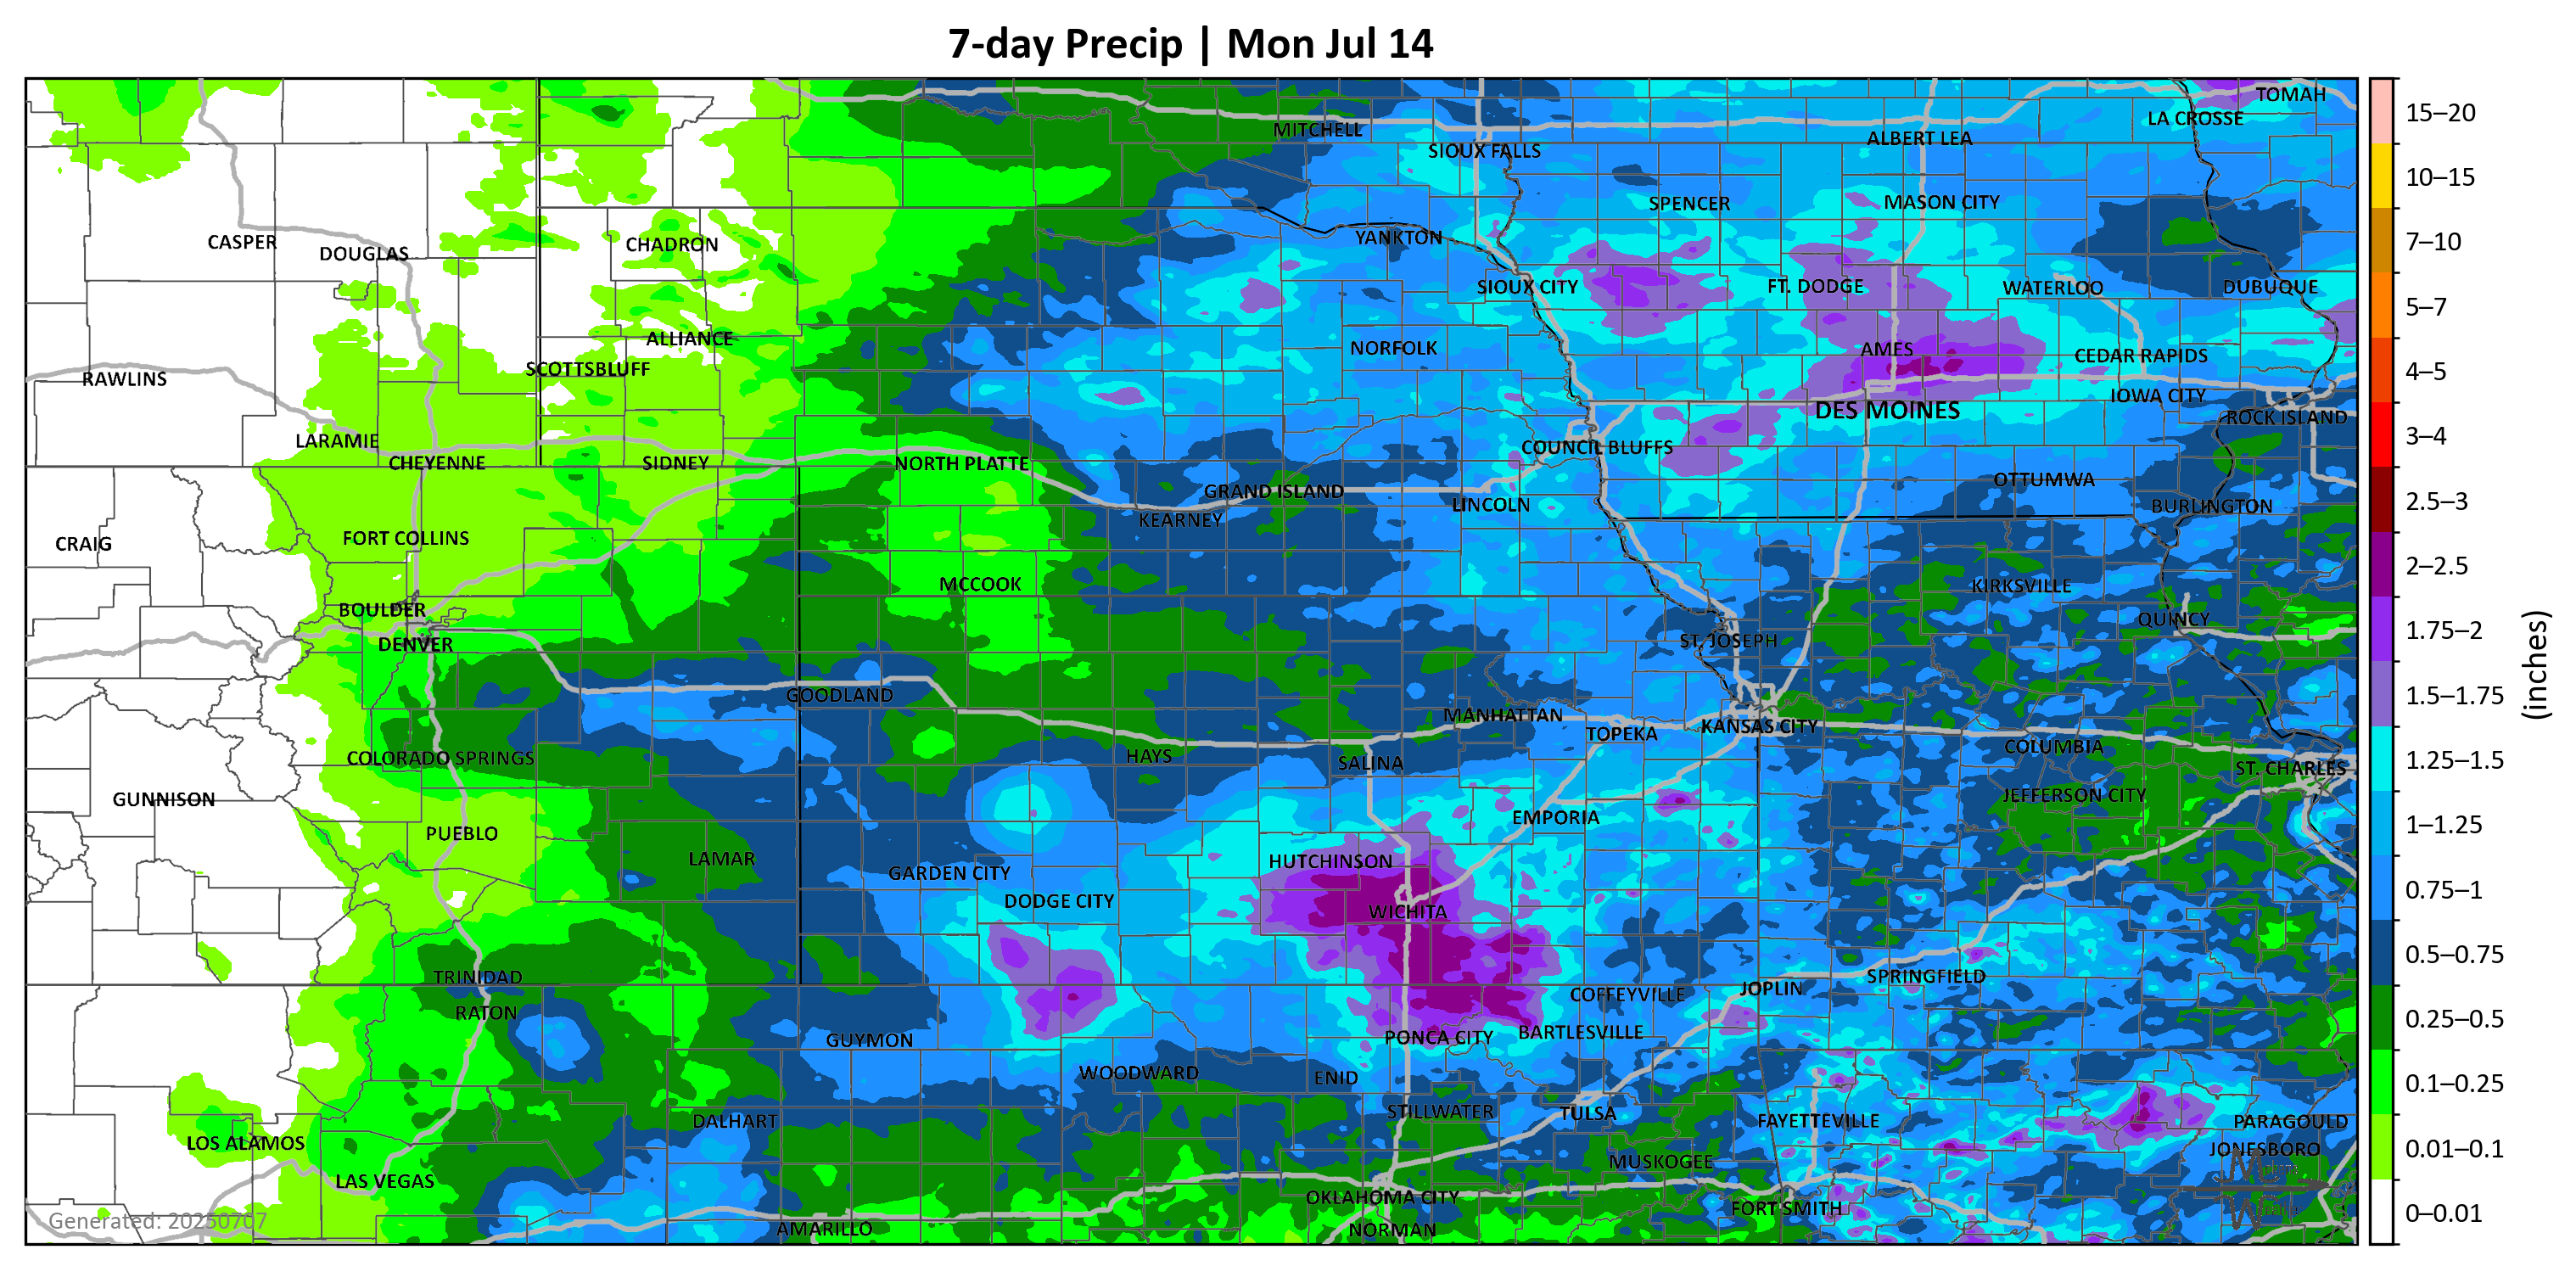 7-day Precip | Mon Jul 14
TOMAH
LA CROSSE
MITCHELL
ALBERT LEA
SIOUX FALLS
SPENCER
MASON CITY
CASPER
DOUGLAS
CHADRON
YANKTON
SIOUX CITY
FT. DODGE
WATERLOO
DUBUQUE
ALLIANCE
NORFOLK
AMES
CEDAR RAPIDS
SCOTTSBLUFF
RAWLINS
IOWA CITY
DES MOINES
ROCK ISLAND
LARAMIE
COUNCIL BLUFFS
CHEYENNE
SIDNEY
NORTH PLATTE
OTTUMWA
GRAND ISLAND
LINCOLN
BURLINGTON
KEARNEY
CRAIG
FORT COLLINS
MCCOOK
KIRKSVILLE
BOULDER
QUINCY
DENVER
ST. JOSEPH
GOODLAND
MANHATTAN
KANSAS CITY
TOPEKA
COLUMBIA
COLORADO SPRINGS
HAYS
SALINA
ST. CHARLES
GUNNISON
JEFFERSON CITY
EMPORIA
PUEBLO
LAMAR
HUTCHINSON
GARDEN CITY
DODGE CITY
WICHITA
TRINIDAD
SPRINGFIELD
JOPLIN
COFFEYVILLE
RATON
BARTLESVILLE
GUYMON
PONCA CITY
WOODWARD
ENID
STILLWATER
TULSA
DALHART
FAYETTEVILLE
PARAGOULD
LOS ALAMOS
JONESBORO
MUSKOGEE
LAS VEGAS
OKLAHOMA CITY
FORT SMITH
AMARILLO
NORMAN
Generated: 20250707
15–20
10–15
7–10
5–7
4–5
3–4
2.5–3
2–2.5
1.75–2
1.5–1.75
1.25–1.5
1–1.25
0.75–1
0.5–0.75
0.25–0.5
0.1–0.25
0.01–0.1
0–0.01
(inches)